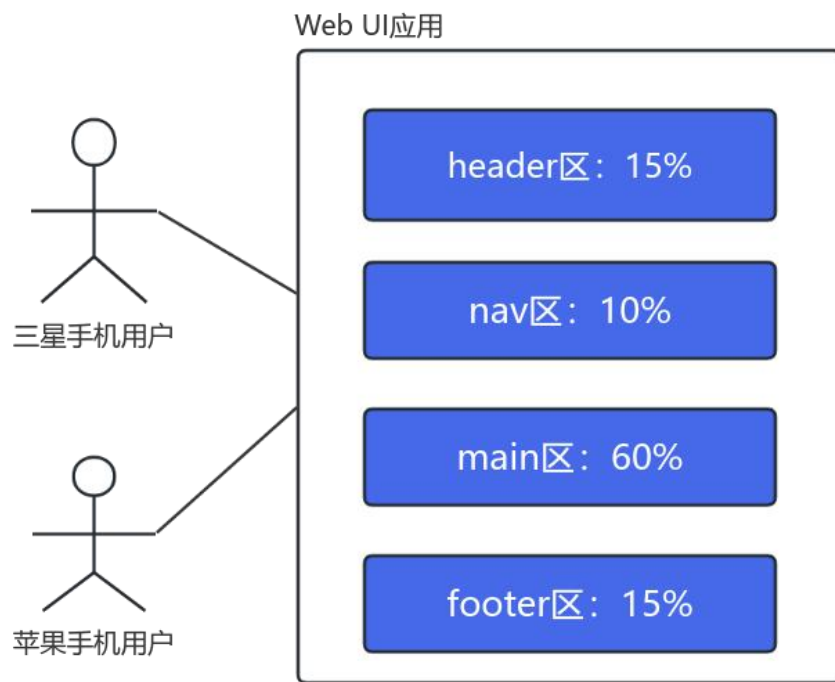 Web UI应用
header区：15%
nav区：10%
三星手机用户
main区：60%
footer区：15%
苹果手机用户